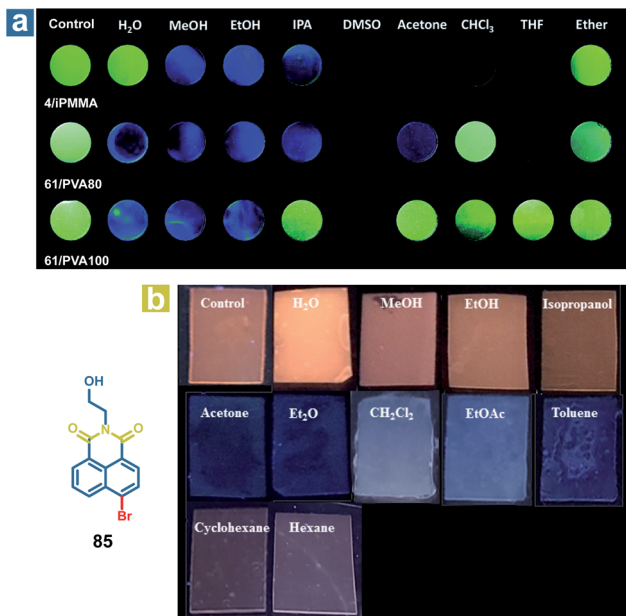 a
Control H₂O MeOH EtOH IPA DMSO Acetone CHCl₃ THF Ether
4/iPMMA
61/PVA80
61/PVA100
b
Control H₂O MeOH EtOH Isopropanol
Acetone Et₂O CH₂Cl₂ EtOAc Toluene
Cyclohexane Hexane
OH
O N O
Br
85